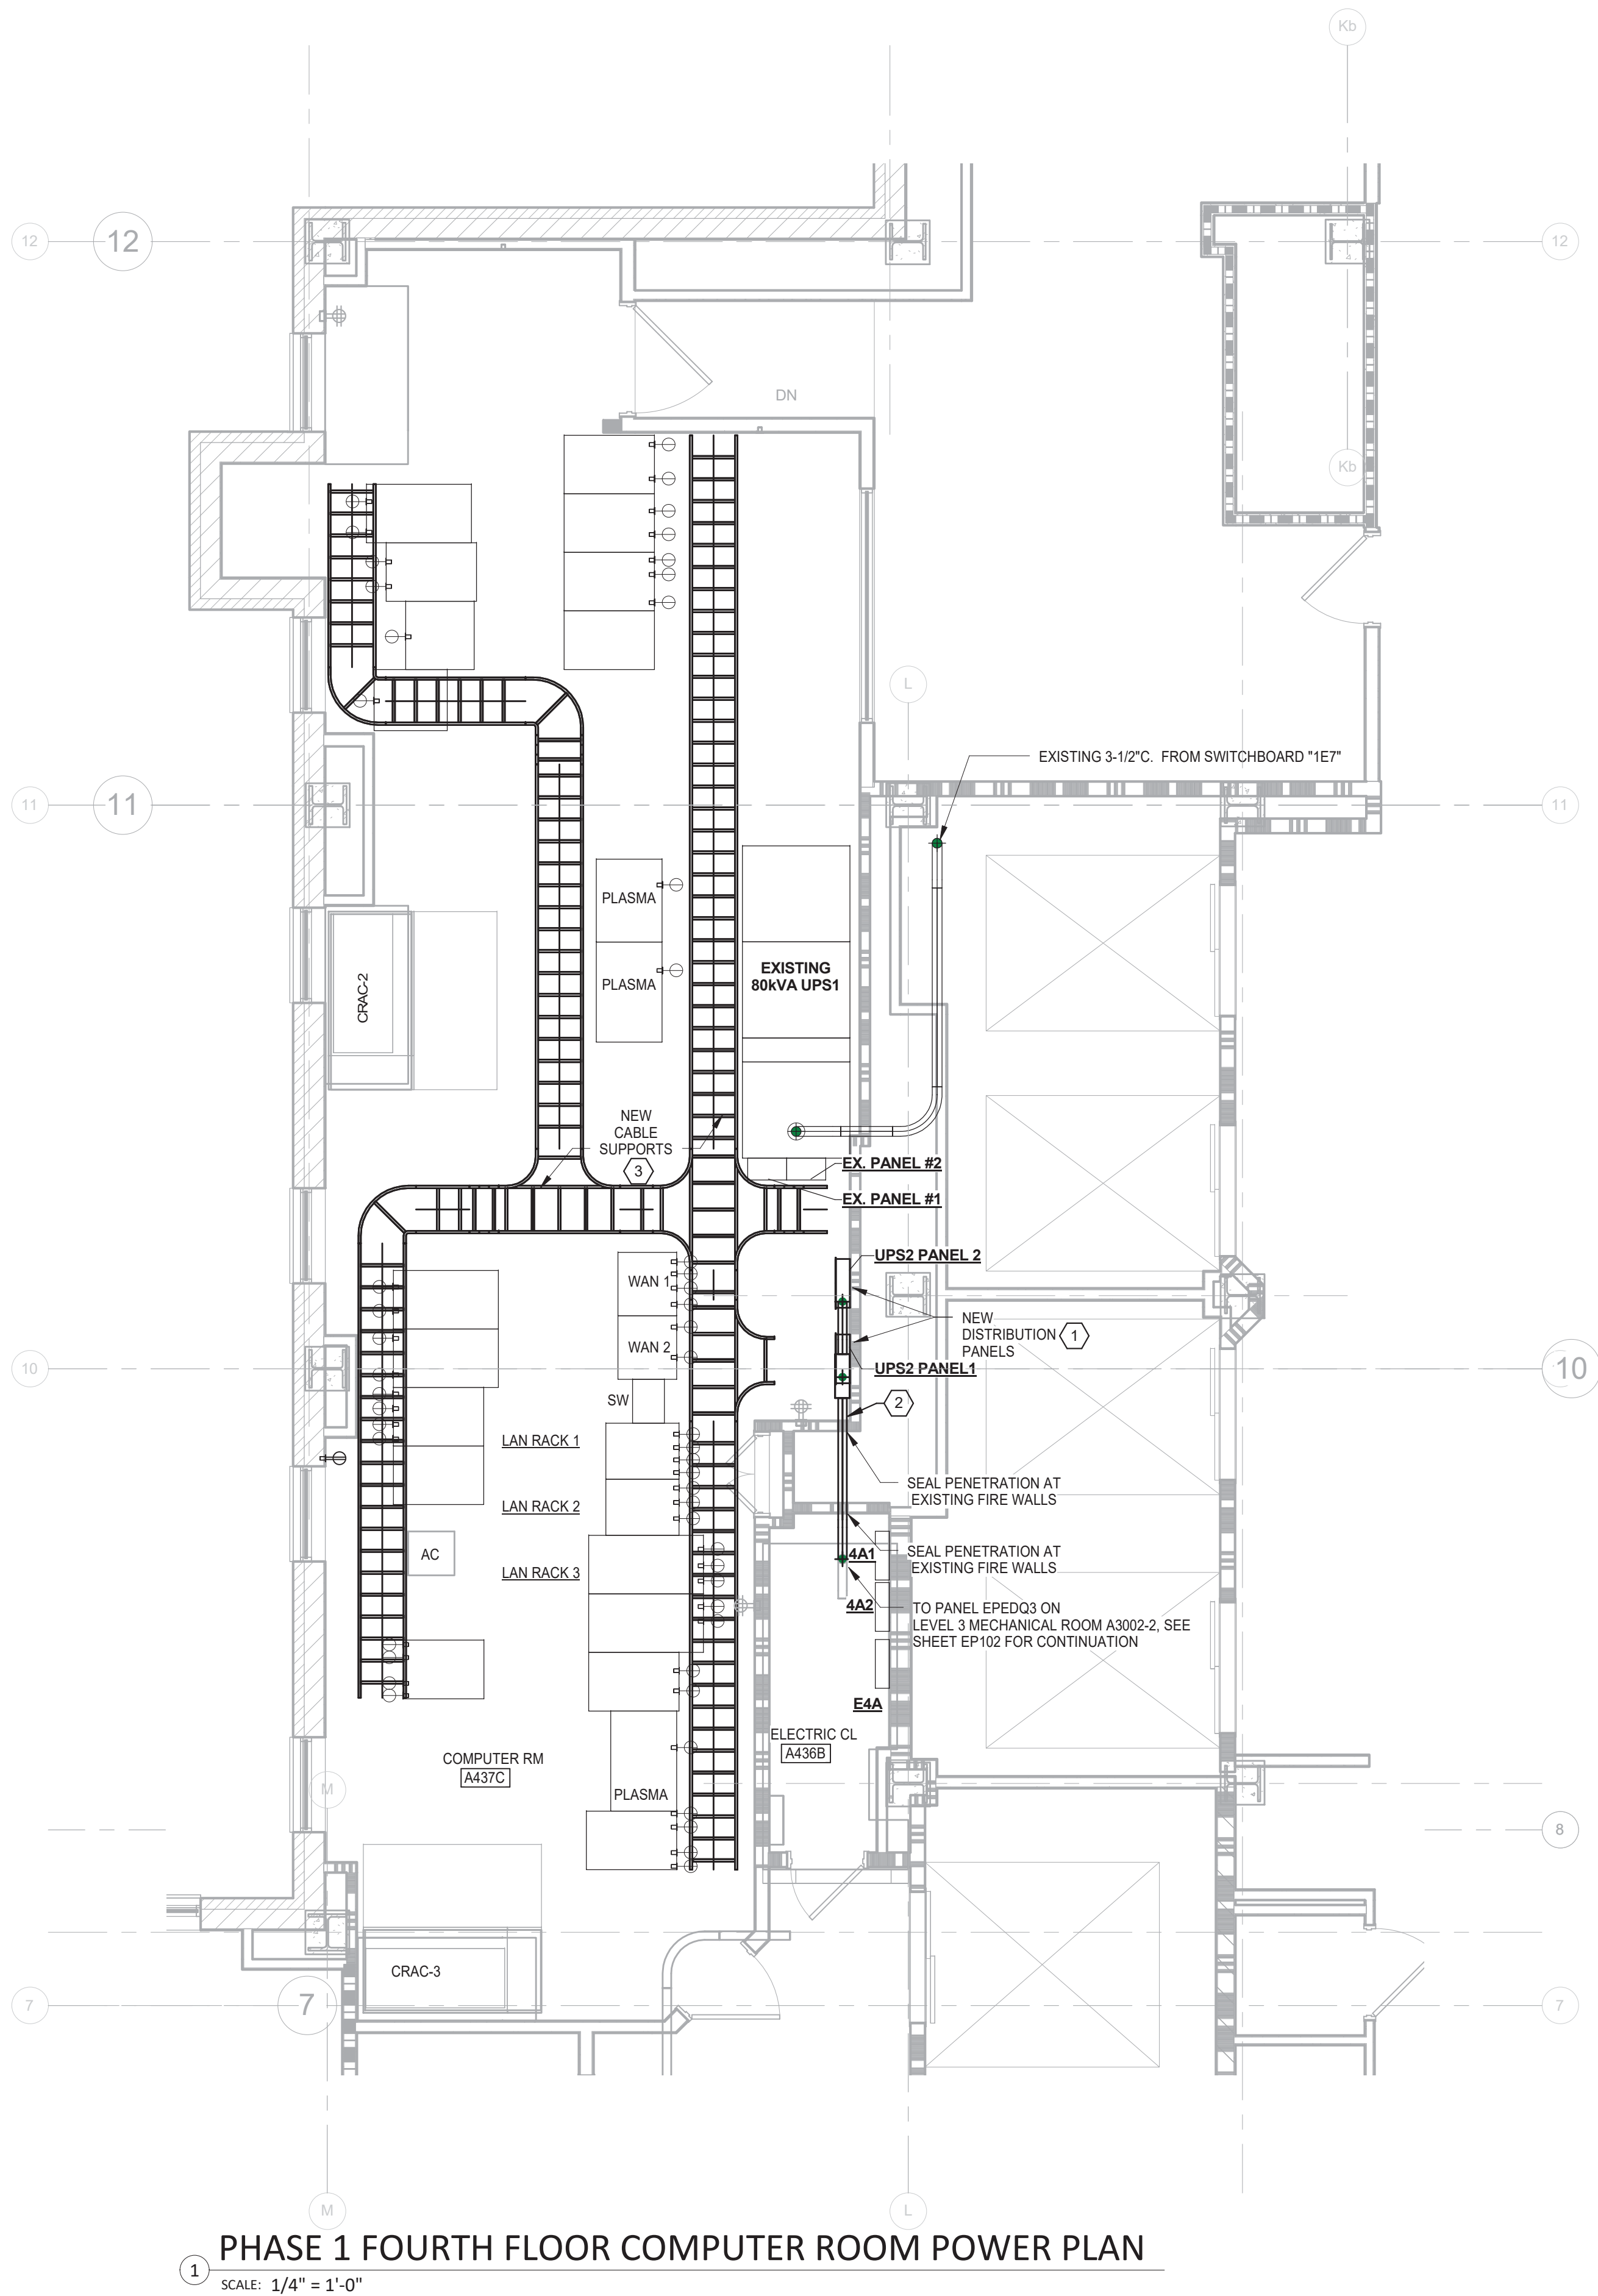 Kb
12
12
12
DN
Kb
L
EXISTING 3-1/2"C. FROM SWITCHBOARD "1E7"
11
11
11
PLASMA
PLASMA
EXISTING
80kVA UPS1
CRAC-2
NEW
CABLE
SUPPORTS
3
EX. PANEL #2
EX. PANEL #1
UPS2 PANEL 2
WAN 1
NEW
DISTRIBUTION
PANELS
1
WAN 2
UPS2 PANEL1
10
10
SW
2
LAN RACK 1
SEAL PENETRATION AT
EXISTING FIRE WALLS
LAN RACK 2
AC
LAN RACK 3
4A1
SEAL PENETRATION AT
EXISTING FIRE WALLS
4A2
TO PANEL EPEDQ3 ON
LEVEL 3 MECHANICAL ROOM A3002-2, SEE
SHEET EP102 FOR CONTINUATION
E4A
ELECTRIC CL
A436B
COMPUTER RM
A437C
M
PLASMA
8
CRAC-3
7
7
7
M
L
1
PHASE 1 FOURTH FLOOR COMPUTER ROOM POWER PLAN
SCALE: 1/4" = 1'-0"